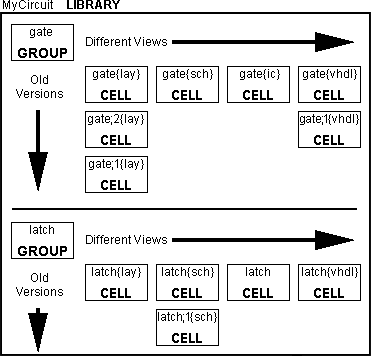 MyCircuit LIBRARY
gate
GROUP
Different Views
Old
Versions
gate{lay} gate{sch} gate{ic} gate{vhdl}
CELL CELL CELL CELL
gate;2{lay} gate;1{vhdl}
CELL CELL
gate;1{lay}
CELL
latch
GROUP
Different Views
Old
Versions
latch{lay} latch{sch} latch latch{vhdl}
CELL CELL CELL CELL
latch;1{sch}
CELL